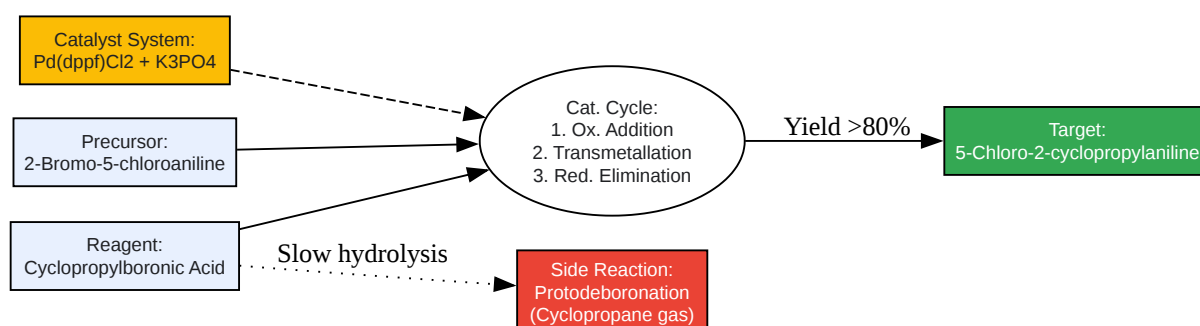 Catalyst System:
Pd(dppf)Cl2 + K3PO4
Precursor:
2-Bromo-5-chloroaniline
Reagent:
Cyclopropylboronic Acid
Cat. Cycle:
1. Ox. Addition
2. Transmetallation
3. Red. Elimination
Yield >80%
Target:
5-Chloro-2-cyclopropylaniline
Slow hydrolysis
Side Reaction:
Protodeboronation
(Cyclopropane gas)